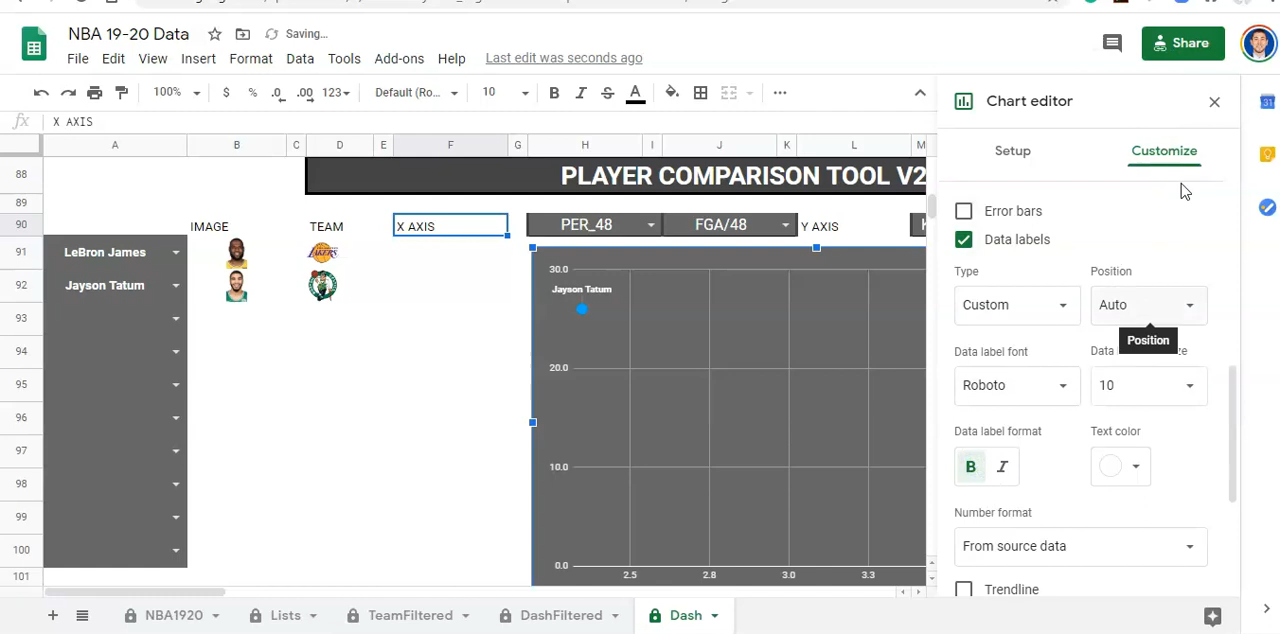 NBA 19-20 Data Saving...
File Edit View Insert Format Data Tools Add-ons Help Last edit was seconds ago
Share
100% $ % .0 .00 123 Default (Ro... 10 B I S A
fx X AXIS
Chart editor
Setup Customize
A B C D E F G H I J K L M
88 PLAYER COMPARISON TOOL V2
89
90 IMAGE TEAM X AXIS PER_48 FGA/48 Y AXIS
91 LeBron James
92 Jayson Tatum
93
94
95
96
97
98
99
100
101
30.0
Jayson Tatum
20.0
10.0
0.0
2.5 2.8 3.0 3.3
Error bars
Data labels
Type Position
Custom Auto
Position
Data label font Data
Roboto 10
Data label format Text color
B I
Number format
From source data
Trendline
31
+ NBA1920 Lists TeamFiltered DashFiltered Dash